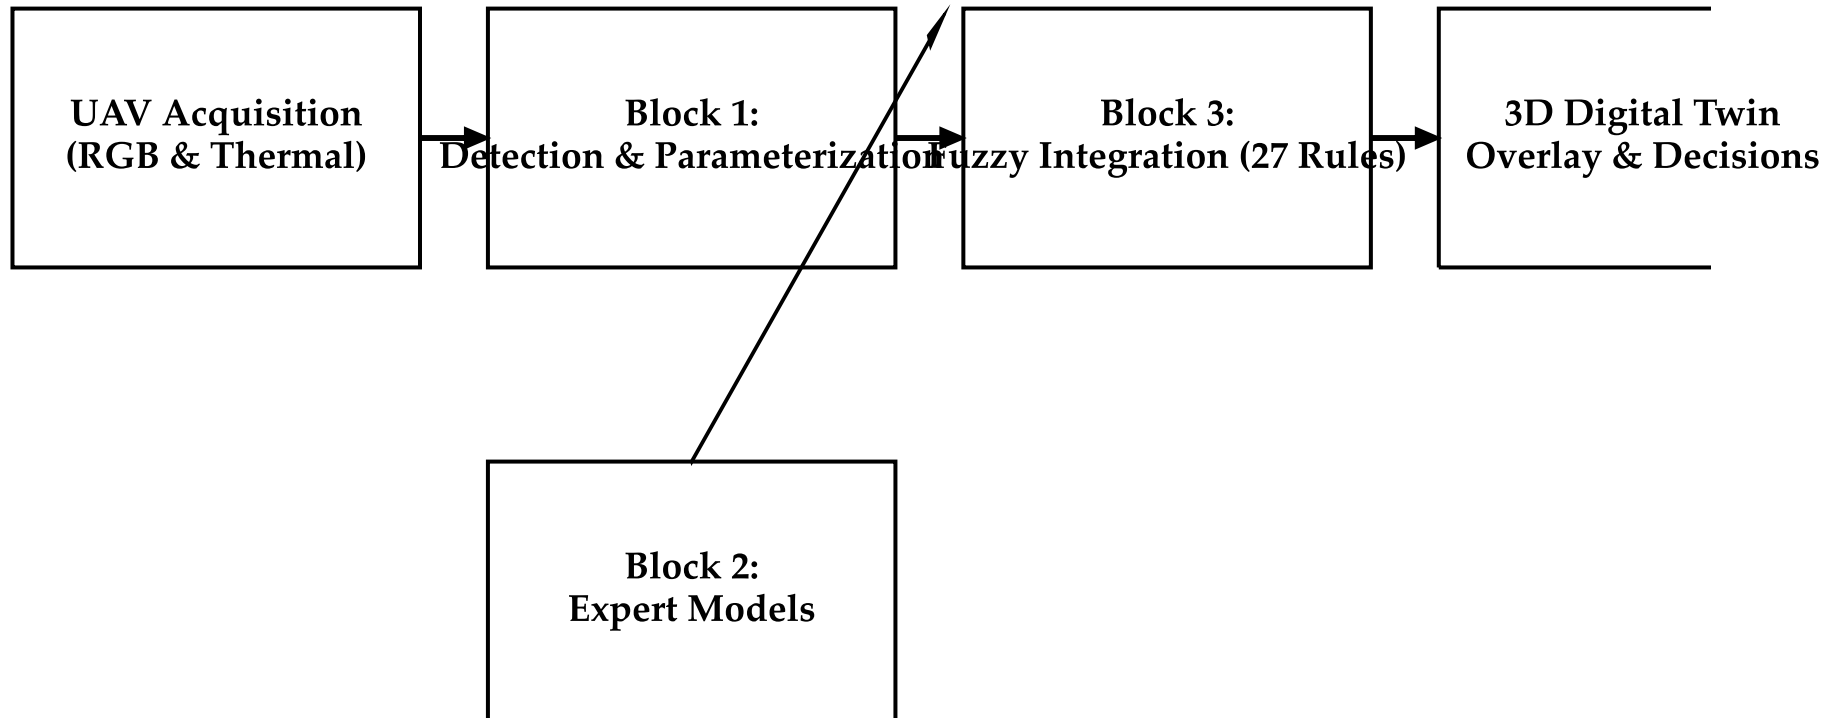 UAV Acquisition
(RGB & Thermal)
Block 1:
Detection & Parameterization
Block 3:
Fuzzy Integration (27 Rules)
3D Digital Twin
Overlay & Decisions
Block 2:
Expert Models